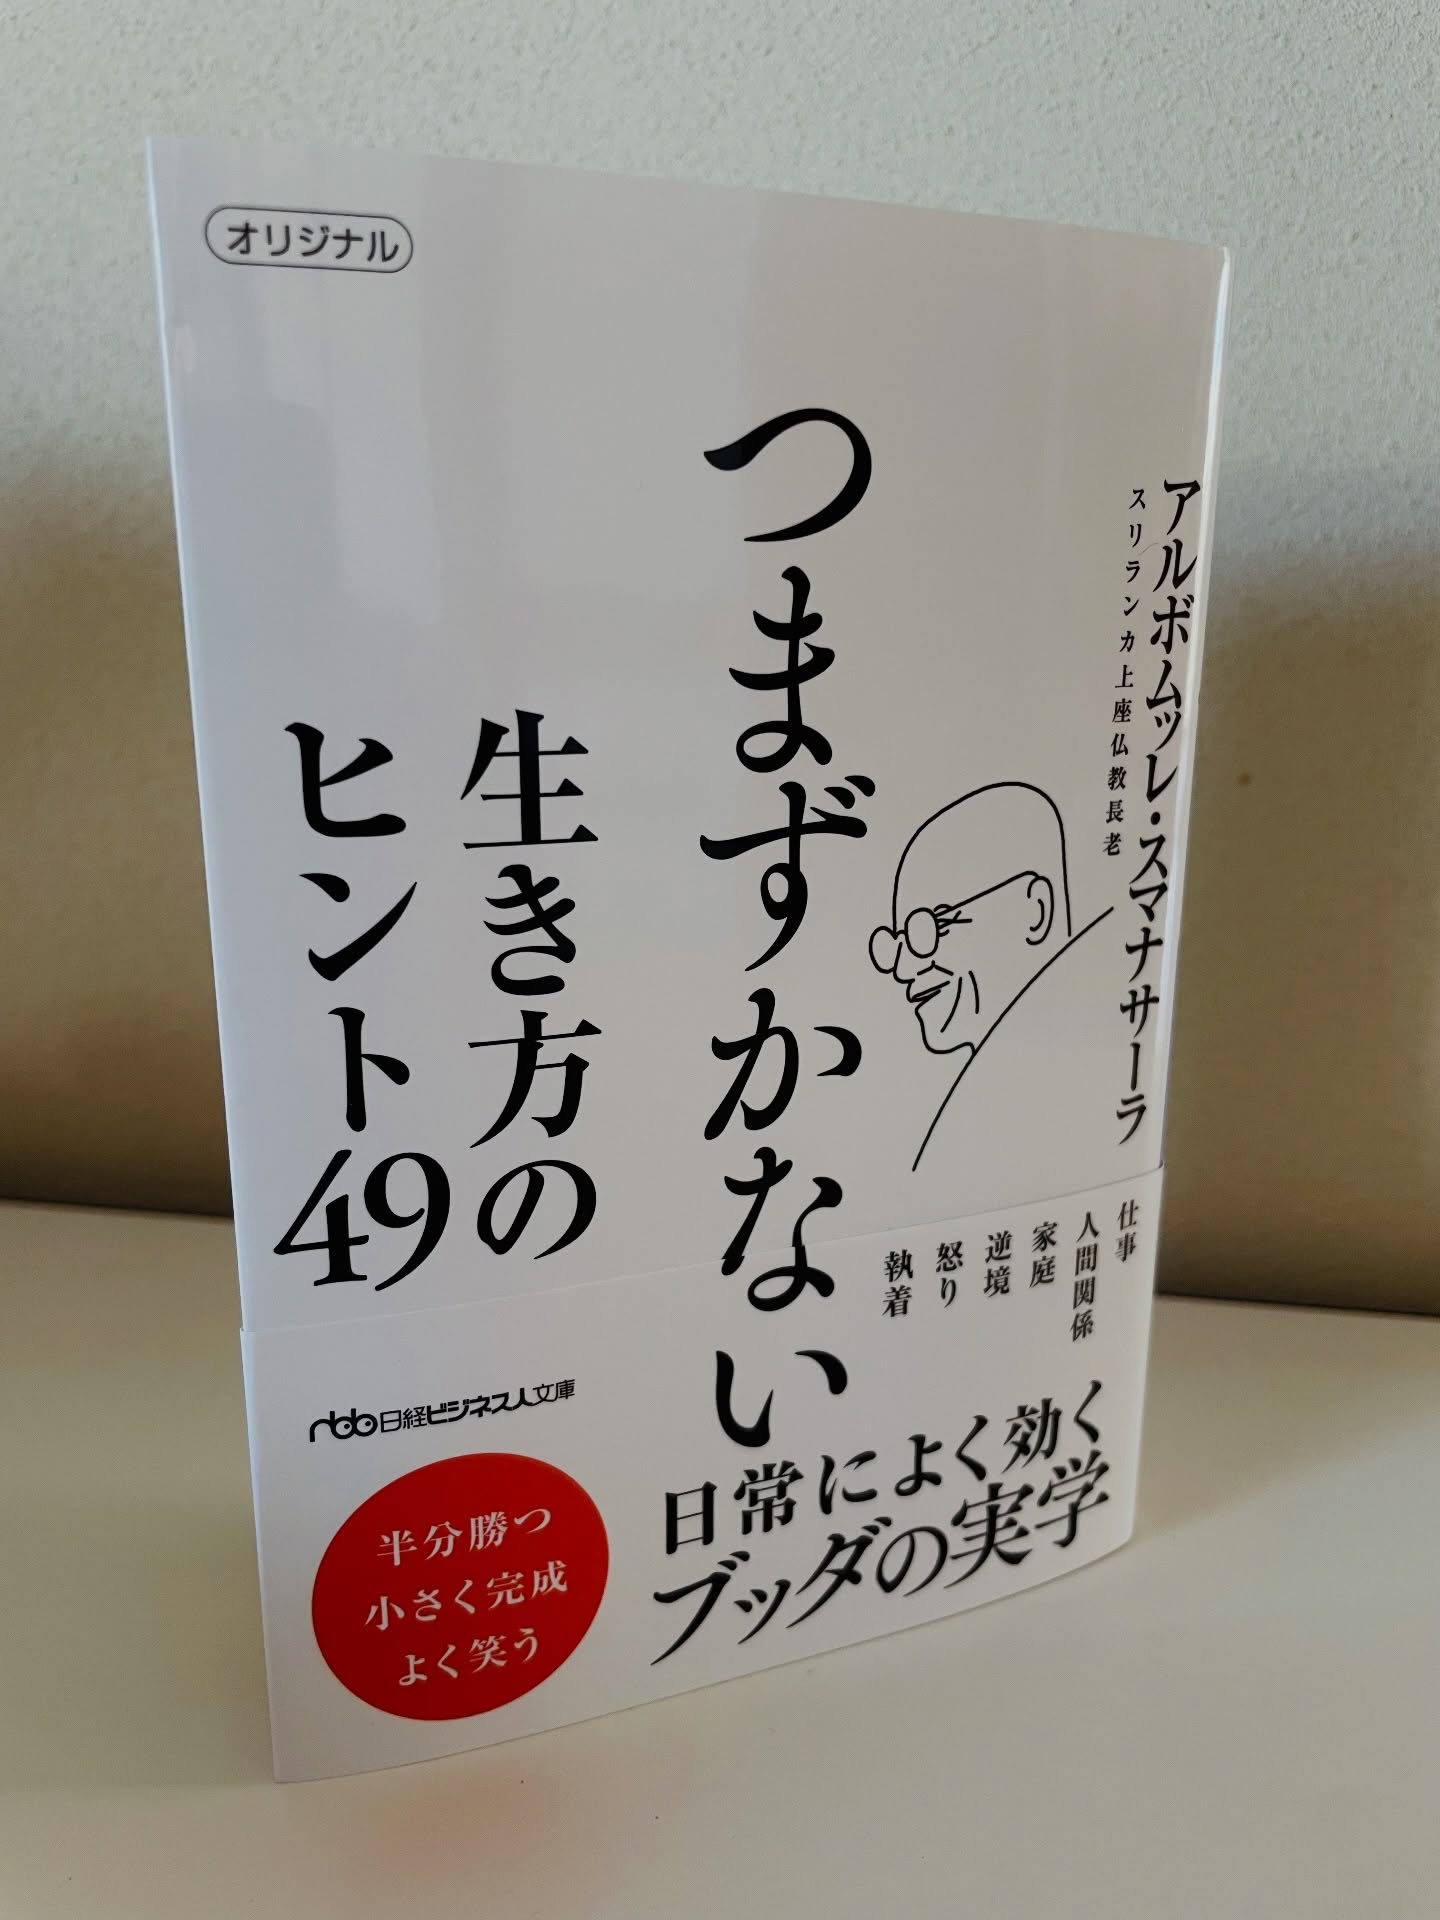 オリジナル
アルボムッレ・スマナサーラ
スリランカ上座仏教長老
つまずかない
生き方の
ヒント49
仕事
人間関係
家庭
逆境
怒り
執着
日常によく効く
ブッダの実学
nbb日経ビジネス人文庫
半分勝つ
小さく完成
よく笑う